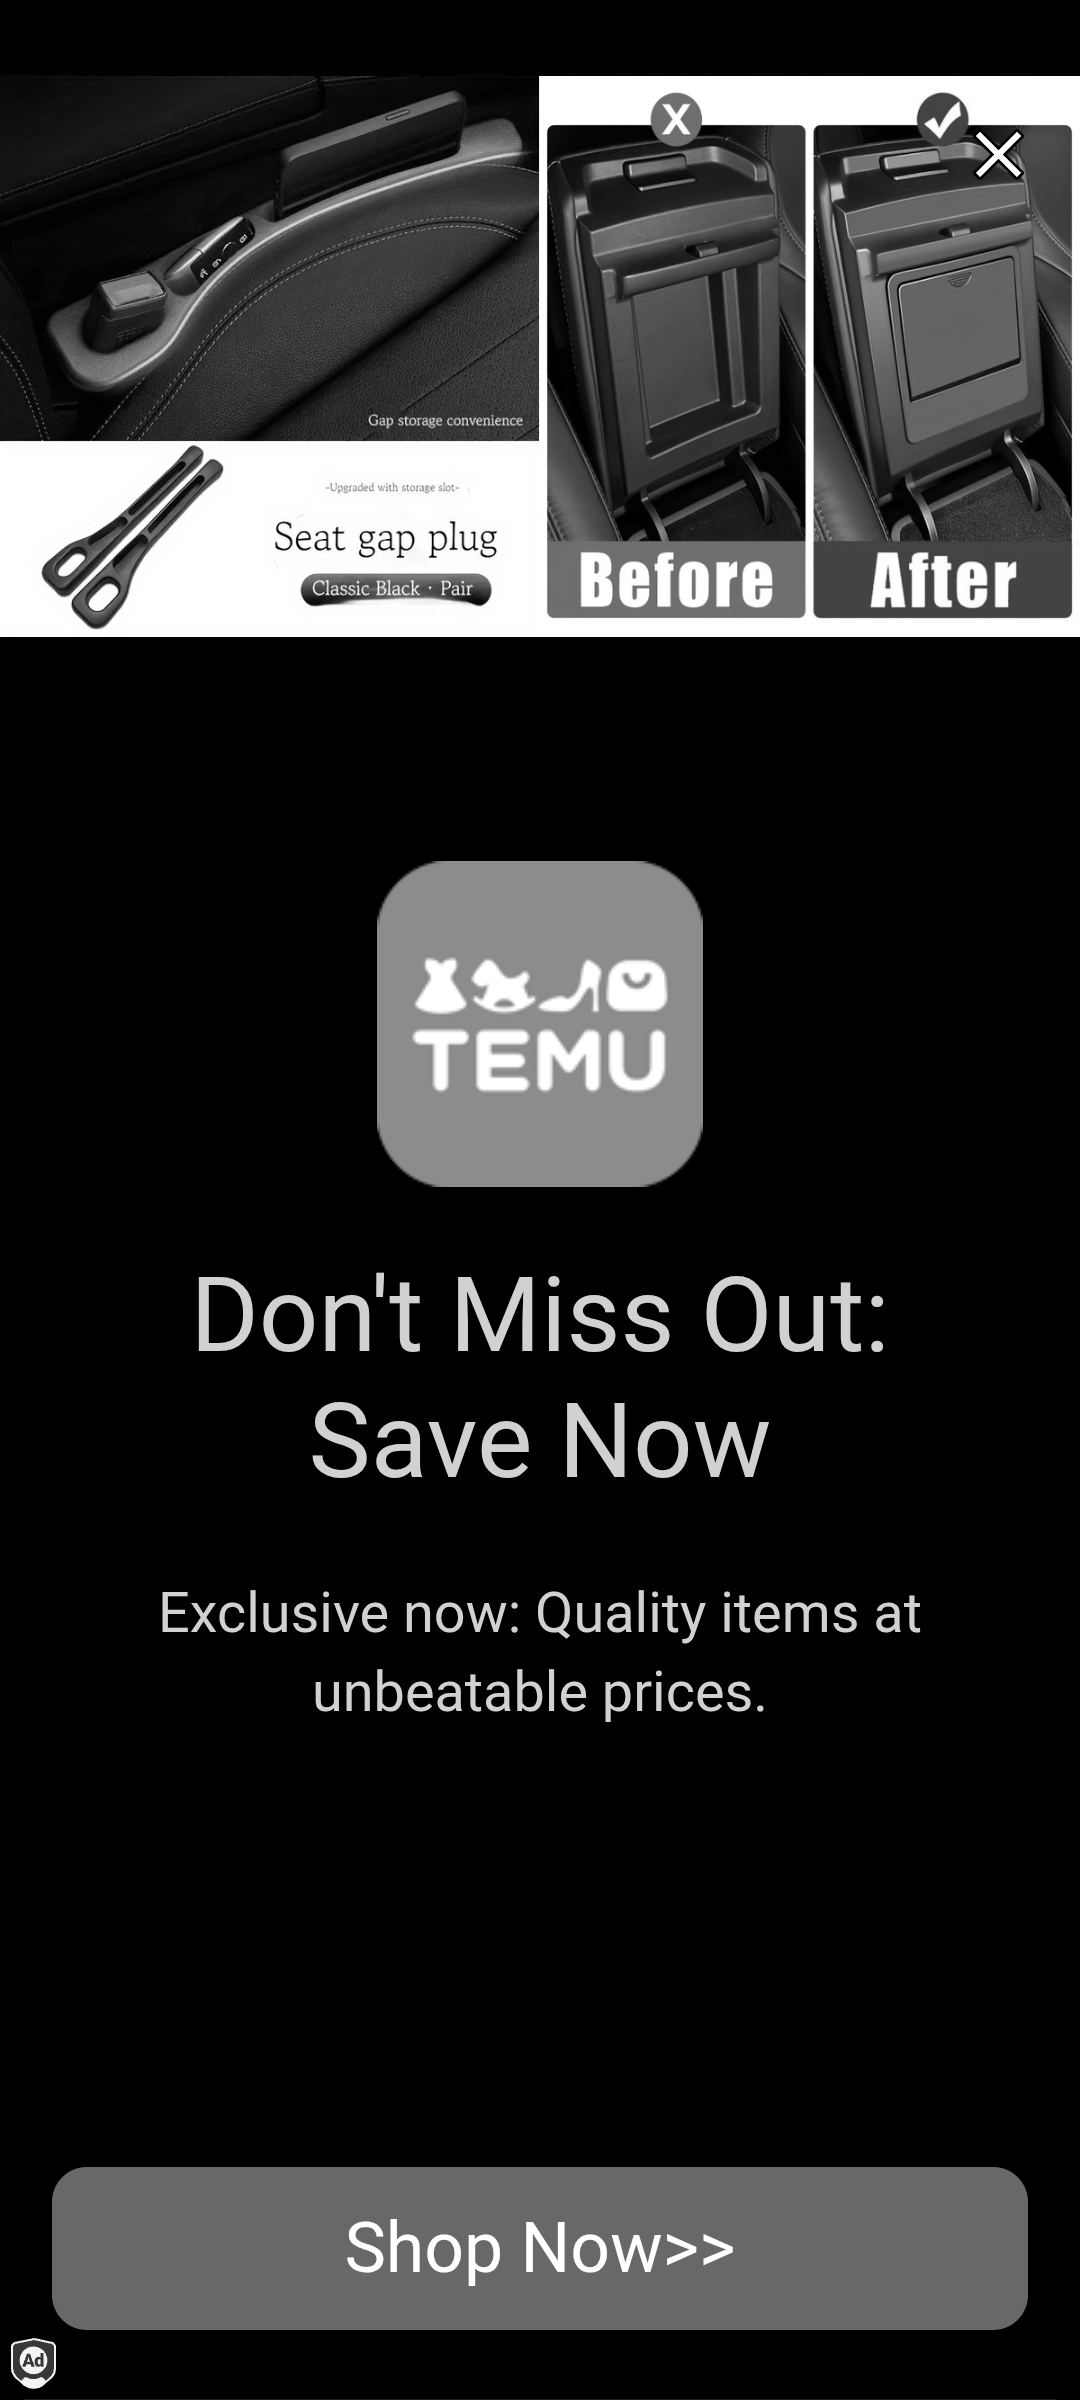 Gap storage convenience
-Upgraded with storage slot-
Seat gap plug
Classic Black · Pair
X
Before
After
TEMU
Don't Miss Out:
Save Now
Exclusive now: Quality items at
unbeatable prices.
Shop Now>>
Ad